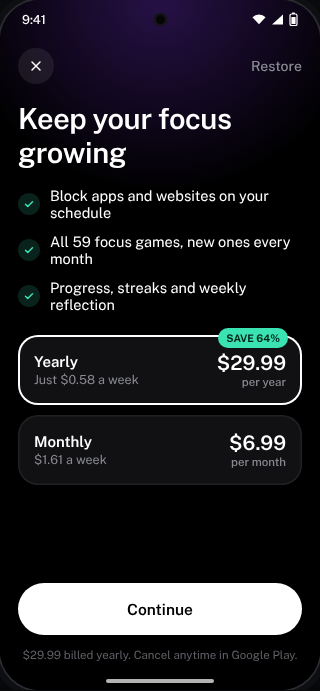 9:41
Restore
Keep your focus
growing
Block apps and websites on your
schedule
All 59 focus games, new ones every
month
Progress, streaks and weekly
reflection
SAVE 64%
Yearly
$29.99
Just $0.58 a week
per year
Monthly
$6.99
$1.61 a week
per month
Continue
$29.99 billed yearly. Cancel anytime in Google Play.